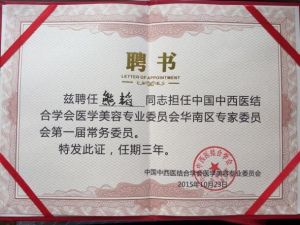 聘书
LETTER OF APPOINTMENT
兹聘任 熊 同志担任中国中西医结
合学会医学美容专业委员会华南区专家委员
会第一届常务委员。
特发此证，任期三年。
中国中西医结合学会医学美容专业委员会
2015年10月23日